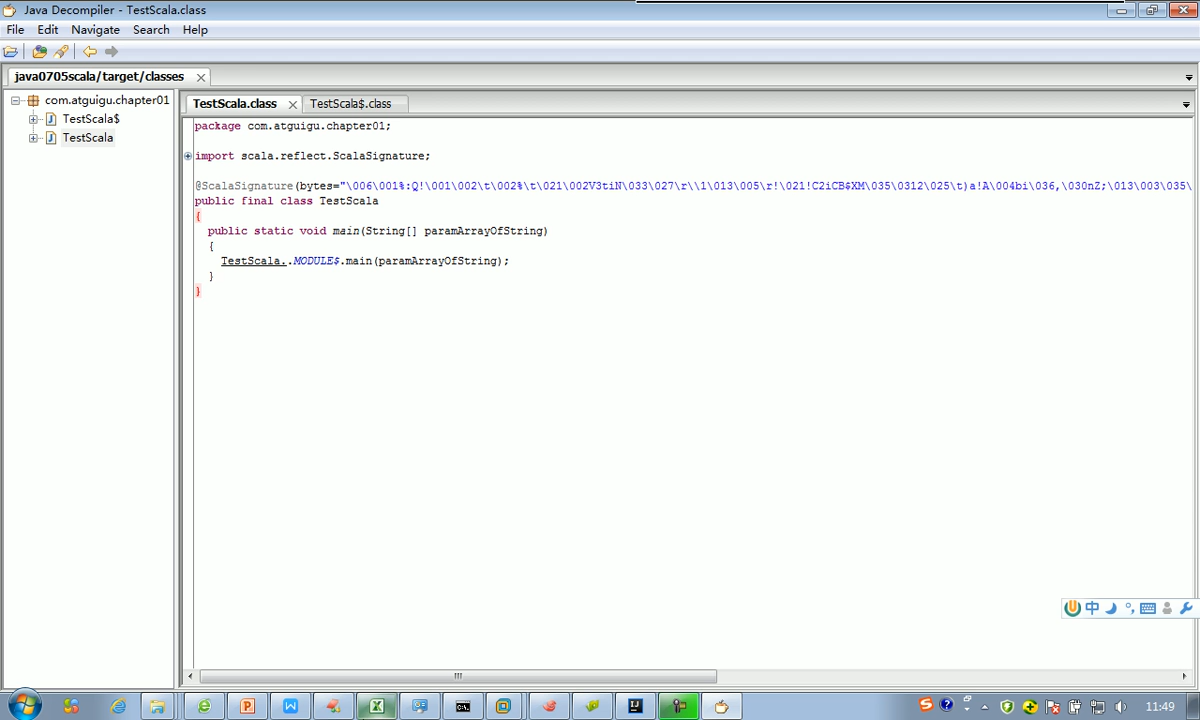 Java Decompiler - TestScala.class
File Edit Navigate Search Help
java0705scala/target/classes
com.atguigu.chapter01
TestScala$
TestScala
TestScala.class TestScala$.class
package com.atguigu.chapter01;
import scala.reflect.ScalaSignature;
@ScalaSignature(bytes="\006\001%:Q!\001\002\t\002%\t\021\002V3tiN\033\027\r\\1\013\005\r!\021!C2iCB$XM\035\0312\025\t)a!A\004bi\036,\030nZ;\013\003\035\
public final class TestScala
{
public static void main(String[] paramArrayOfString)
{
TestScala..MODULE$.main(paramArrayOfString);
}
}
中
11:49